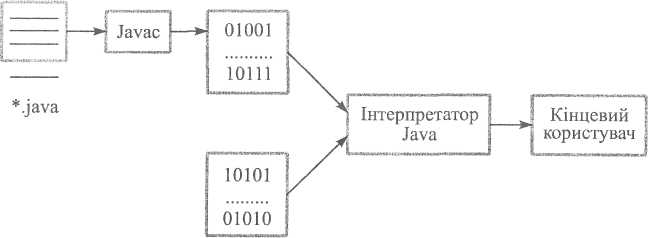 Javac
01001
..........
10111
*.java
Інтерпретатор
Java
Кінцевий
користувач
10101
.........
01010